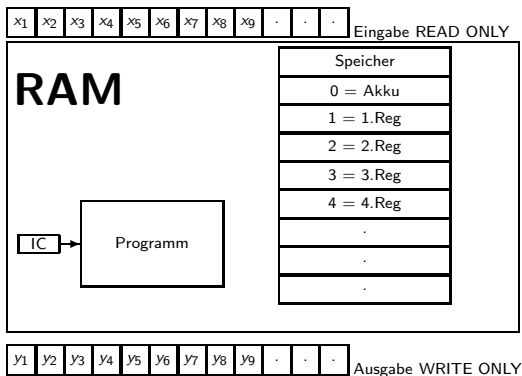 x1 x2 x3 x4 x5 x6 x7 x8 x9 · · · Eingabe READ ONLY
RAM
Speicher
0 = Akku
1 = 1.Reg
2 = 2.Reg
3 = 3.Reg
4 = 4.Reg
·
·
·
IC
Programm
y1 y2 y3 y4 y5 y6 y7 y8 y9 · · · Ausgabe WRITE ONLY